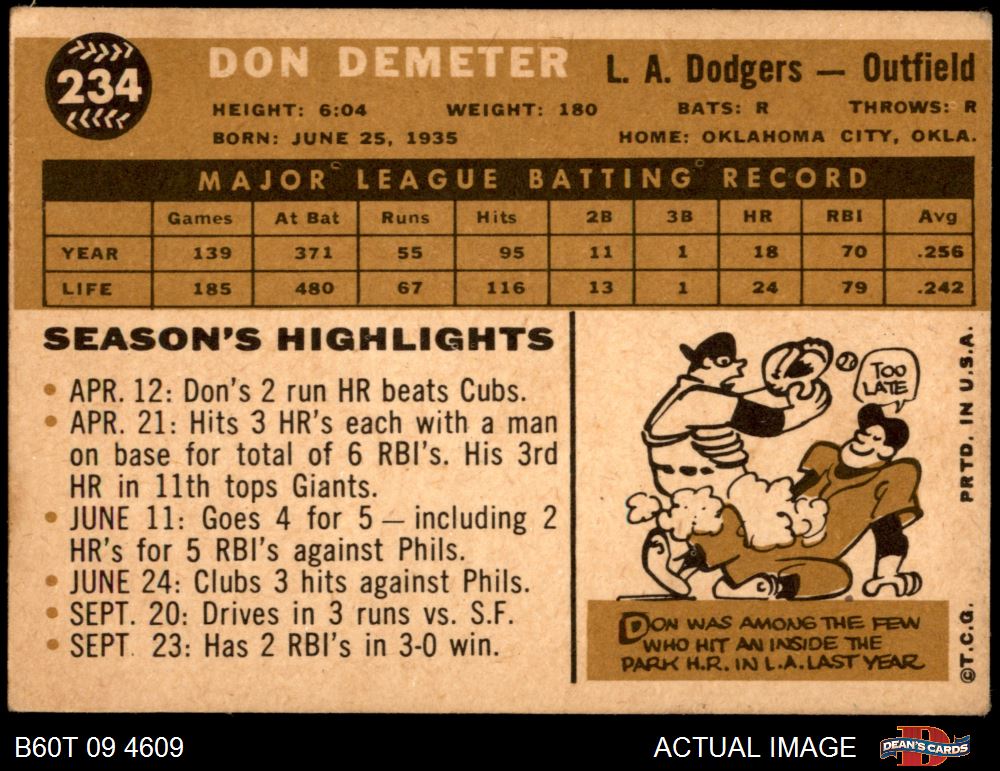 234
DON DEMETER
L. A. Dodgers — Outfield
HEIGHT: 6:04 WEIGHT: 180 BATS: R THROWS: R
BORN: JUNE 25, 1935 HOME: OKLAHOMA CITY, OKLA.
MAJOR LEAGUE BATTING RECORD
Games At Bat Runs Hits 2B 3B HR RBI Avg
YEAR 139 371 55 95 11 1 18 70 .256
LIFE 185 480 67 116 13 1 24 79 .242
SEASON'S HIGHLIGHTS
• APR. 12: Don's 2 run HR beats Cubs.
• APR. 21: Hits 3 HR's each with a man
on base for total of 6 RBI's. His 3rd
HR in 11th tops Giants.
• JUNE 11: Goes 4 for 5 — including 2
HR's for 5 RBI's against Phils.
• JUNE 24: Clubs 3 hits against Phils.
• SEPT. 20: Drives in 3 runs vs. S.F.
• SEPT. 23: Has 2 RBI's in 3-0 win.
TOO
LATE
DON WAS AMONG THE FEW
WHO HIT AN INSIDE THE
PARK H.R. IN L.A. LAST YEAR
©T.C.G. PRTD. IN U.S.A.
B60T 09 4609
ACTUAL IMAGE
DEAN'S CARDS